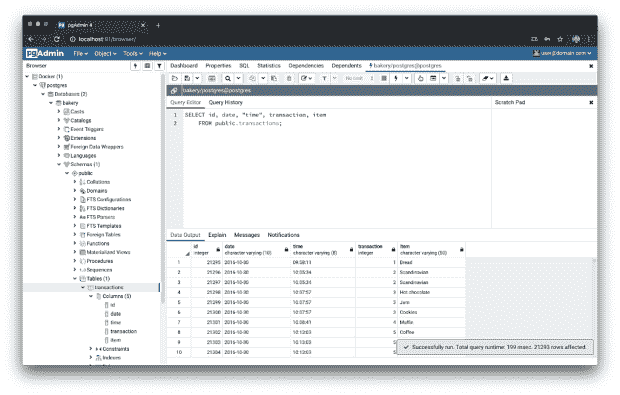 pgAdmin 4
localhost:81/browser/
pgAdmin File Object Tools Help user@domain.com
Browser
Dashboard Properties SQL Statistics Dependencies Dependents bakery/postgres@postgres
bakery/postgres@postgres
Query Editor Query History Scratch Pad
1 SELECT id, date, "time", transaction, item
2 FROM public.transactions;
Docker (1)
postgres
Databases (2)
bakery
Casts
Catalogs
Event Triggers
Extensions
Foreign Data Wrappers
Languages
Schemas (1)
public
Collations
Domains
FTS Configurations
FTS Dictionaries
FTS Parsers
FTS Templates
Foreign Tables
Functions
Materialized Views
Procedures
Sequences
Tables (1)
transactions
Columns (5)
id
date
time
transaction
item
Constraints
Indexes
Data Output Explain Messages Notifications
id date time transaction item
integer character varying (10) character varying (8) integer character varying (50)
1 21295 2016-10-30 09:58:11 1 Bread
2 21296 2016-10-30 10:05:34 2 Scandinavian
3 21297 2016-10-30 10:05:34 2 Scandinavian
4 21298 2016-10-30 10:07:57 3 Hot chocolate
5 21299 2016-10-30 10:07:57 3 Jam
6 21300 2016-10-30 10:07:57 3 Cookies
7 21301 2016-10-30 10:08:41 4 Muffin
8 21302 2016-10-30 10:13:03 5 Coffee
9 21303 2016-10-30 10:13:03 5
10 21304 2016-10-30 10:13:03 5
Successfully run. Total query runtime: 199 msec. 21293 rows affected.